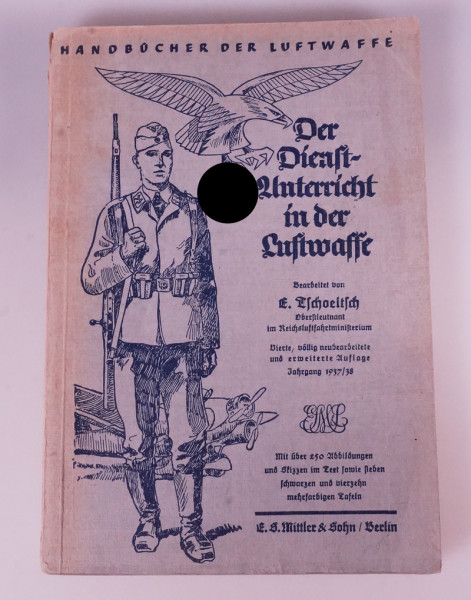 HANDBÜCHER DER LUFTWAFFE
Der
Dienst-
Unterricht
in der
Luftwaffe
Bearbeitet von
E. Tschoeltsch
Oberstleutnant
im Reichsluftfahrtministerium
Vierte, völlig neubearbeitete
und erweiterte Auflage
Jahrgang 1937/38
Mit über 250 Abbildungen
und Skizzen im Text sowie sieben
schwarzen und vierzehn
mehrfarbigen Tafeln
E. S. Mittler & Sohn / Berlin